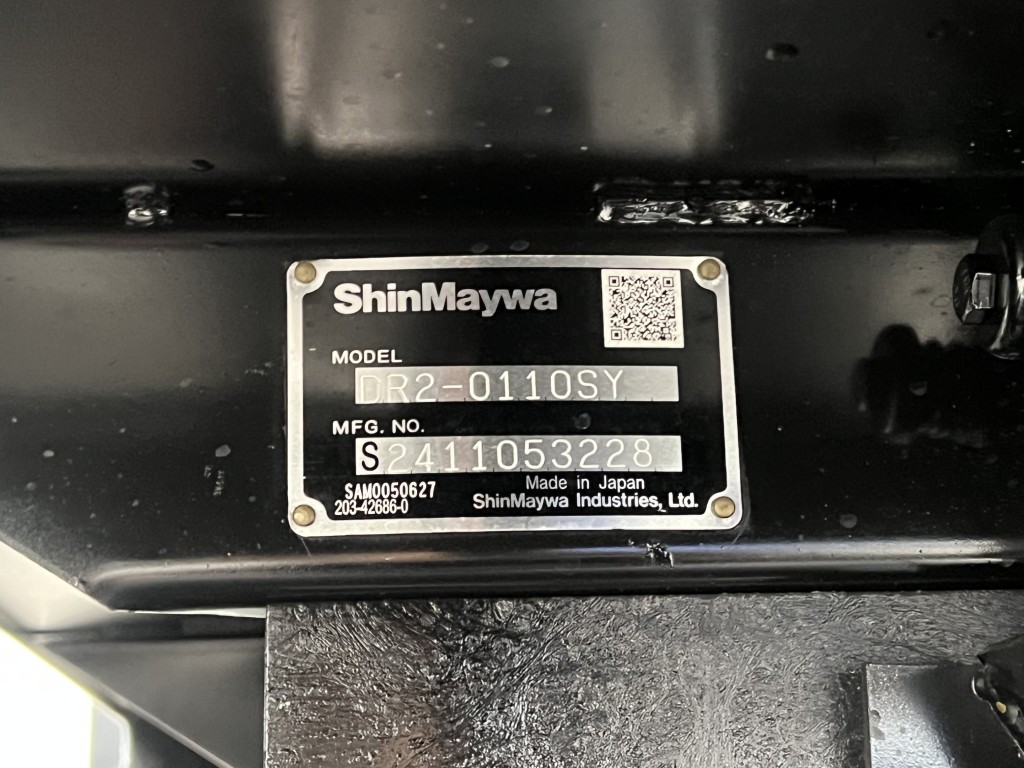 ShinMaywa
MODEL
DR2-0110SY
MFG. NO.
S2411053228
SAM0050627
203-42686-0
Made in Japan
ShinMaywa Industries, Ltd.